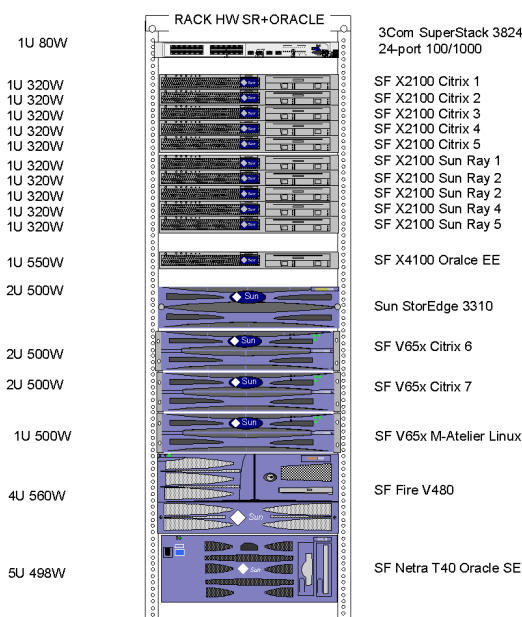 RACK HW SR+ORACLE
1U 80W
3Com SuperStack 3824
24-port 100/1000
1U 320W
SF X2100 Citrix 1
1U 320W
SF X2100 Citrix 2
1U 320W
SF X2100 Citrix 3
1U 320W
SF X2100 Citrix 4
1U 320W
SF X2100 Citrix 5
1U 320W
SF X2100 Sun Ray 1
1U 320W
SF X2100 Sun Ray 2
1U 320W
SF X2100 Sun Ray 2
1U 320W
SF X2100 Sun Ray 4
1U 320W
SF X2100 Sun Ray 5
1U 550W
SF X4100 Oralce EE
2U 500W
Sun
Sun StorEdge 3310
2U 500W
Sun
SF V65x Citrix 6
2U 500W
Sun
SF V65x Citrix 7
1U 500W
Sun
SF V65x M-Atelier Linux
4U 560W
Sun
SF Fire V480
5U 498W
Sun
SF Netra T40 Oracle SE